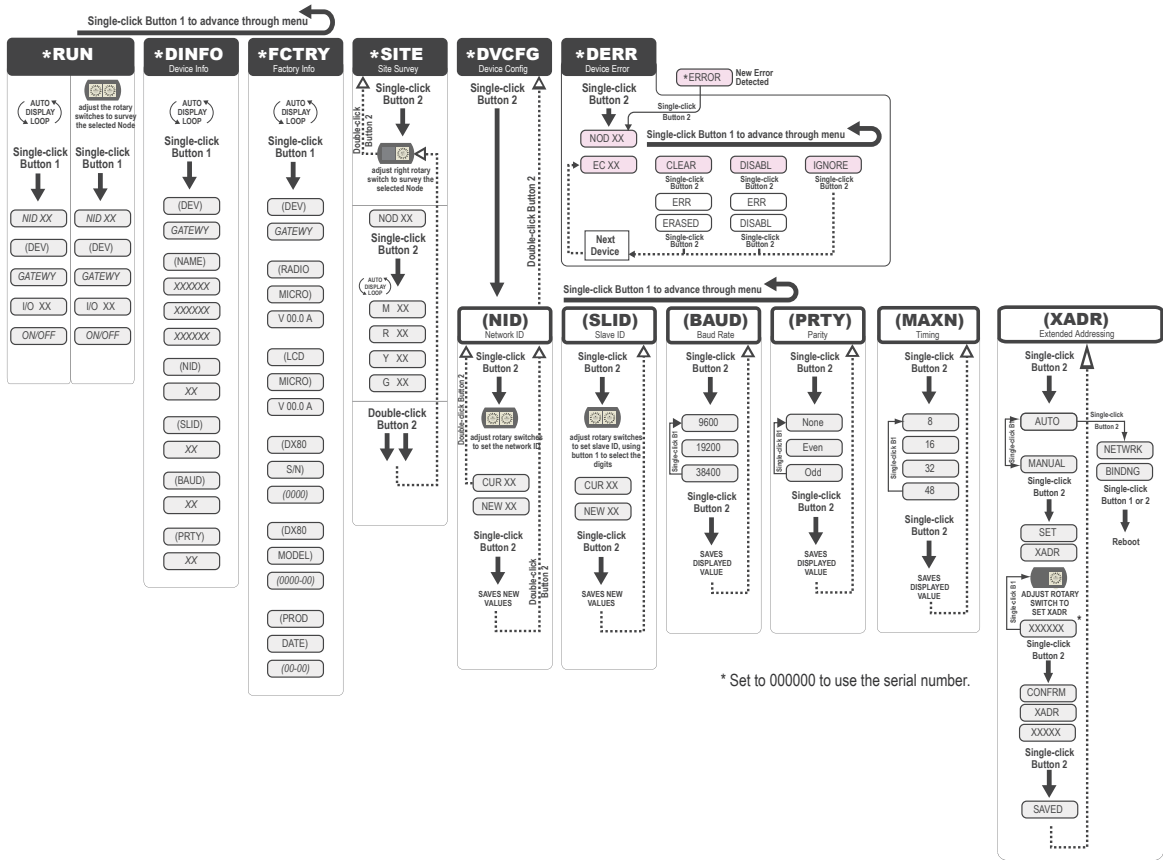 Single-click Button 1 to advance through menu
*RUN
AUTO
DISPLAY
LOOP
Single-click
Button 1
NID XX
(DEV)
GATEWY
I/O XX
ON/OFF
adjust the rotary
switches to survey
the selected Node
Single-click
Button 1
NID XX
(DEV)
GATEWY
I/O XX
ON/OFF
*DINFO
Device Info
AUTO
DISPLAY
LOOP
Single-click
Button 1
(DEV)
GATEWY
(NAME)
XXXXXX
XXXXXX
XXXXXX
(NID)
XX
(SLID)
XX
(BAUD)
XX
(PRTY)
XX
*FCTRY
Factory Info
AUTO
DISPLAY
LOOP
Single-click
Button 1
(DEV)
GATEWY
(RADIO
MICRO)
V 00.0 A
(LCD
MICRO)
V 00.0 A
(DX80
S/N)
(0000)
(DX80
MODEL)
(0000-00)
(PROD
DATE)
(00-00)
*SITE
Site Survey
Single-click
Button 2
Double-click
Button 2
adjust right rotary
switch to survey the
selected Node
NOD XX
Single-click
Button 2
AUTO
DISPLAY
LOOP
M XX
R XX
Y XX
G XX
Double-click
Button 2
*DVCFG
Device Config
Single-click
Button 2
Double-click Button 2
*DERR
Device Error
Single-click
Button 2
*ERROR
New Error
Detected
Single-click
Button 2
NOD XX
Single-click Button 1 to advance through menu
EC XX
CLEAR
Single-click
Button 2
ERR
ERASED
Single-click
Button 2
DISABL
Single-click
Button 2
ERR
DISABL
Single-click
Button 2
IGNORE
Single-click
Button 2
Next
Device
Single-click Button 1 to advance through menu
(NID)
Network ID
Single-click
Button 2
Double-click Button 2
adjust rotary switches
to set the network ID
CUR XX
NEW XX
Single-click
Button 2
SAVES NEW
VALUES
Double-click
Button 2
(SLID)
Slave ID
Single-click
Button 2
adjust rotary switches
to set slave ID, using
button 1 to select the
digits
CUR XX
NEW XX
Single-click
Button 2
SAVES NEW
VALUES
(BAUD)
Baud Rate
Single-click
Button 2
Single-click B1
9600
19200
38400
Single-click
Button 2
SAVES
DISPLAYED
VALUE
(PRTY)
Parity
Single-click
Button 2
Single-click B1
None
Even
Odd
Single-click
Button 2
SAVES
DISPLAYED
VALUE
(MAXN)
Timing
Single-click
Button 2
Single-click B1
8
16
32
48
Single-click
Button 2
SAVES
DISPLAYED
VALUE
(XADR)
Extended Addressing
Single-click
Button 2
Single-click B1
AUTO
Single-click
Button 2
NETWRK
BINDNG
Single-click
Button 1 or 2
Reboot
MANUAL
Single-click
Button 2
SET
XADR
Single-click B1
ADJUST ROTARY
SWITCH TO
SET XADR
XXXXXX *
Single-click
Button 2
CONFRM
XADR
XXXXX
Single-click
Button 2
SAVED
* Set to 000000 to use the serial number.